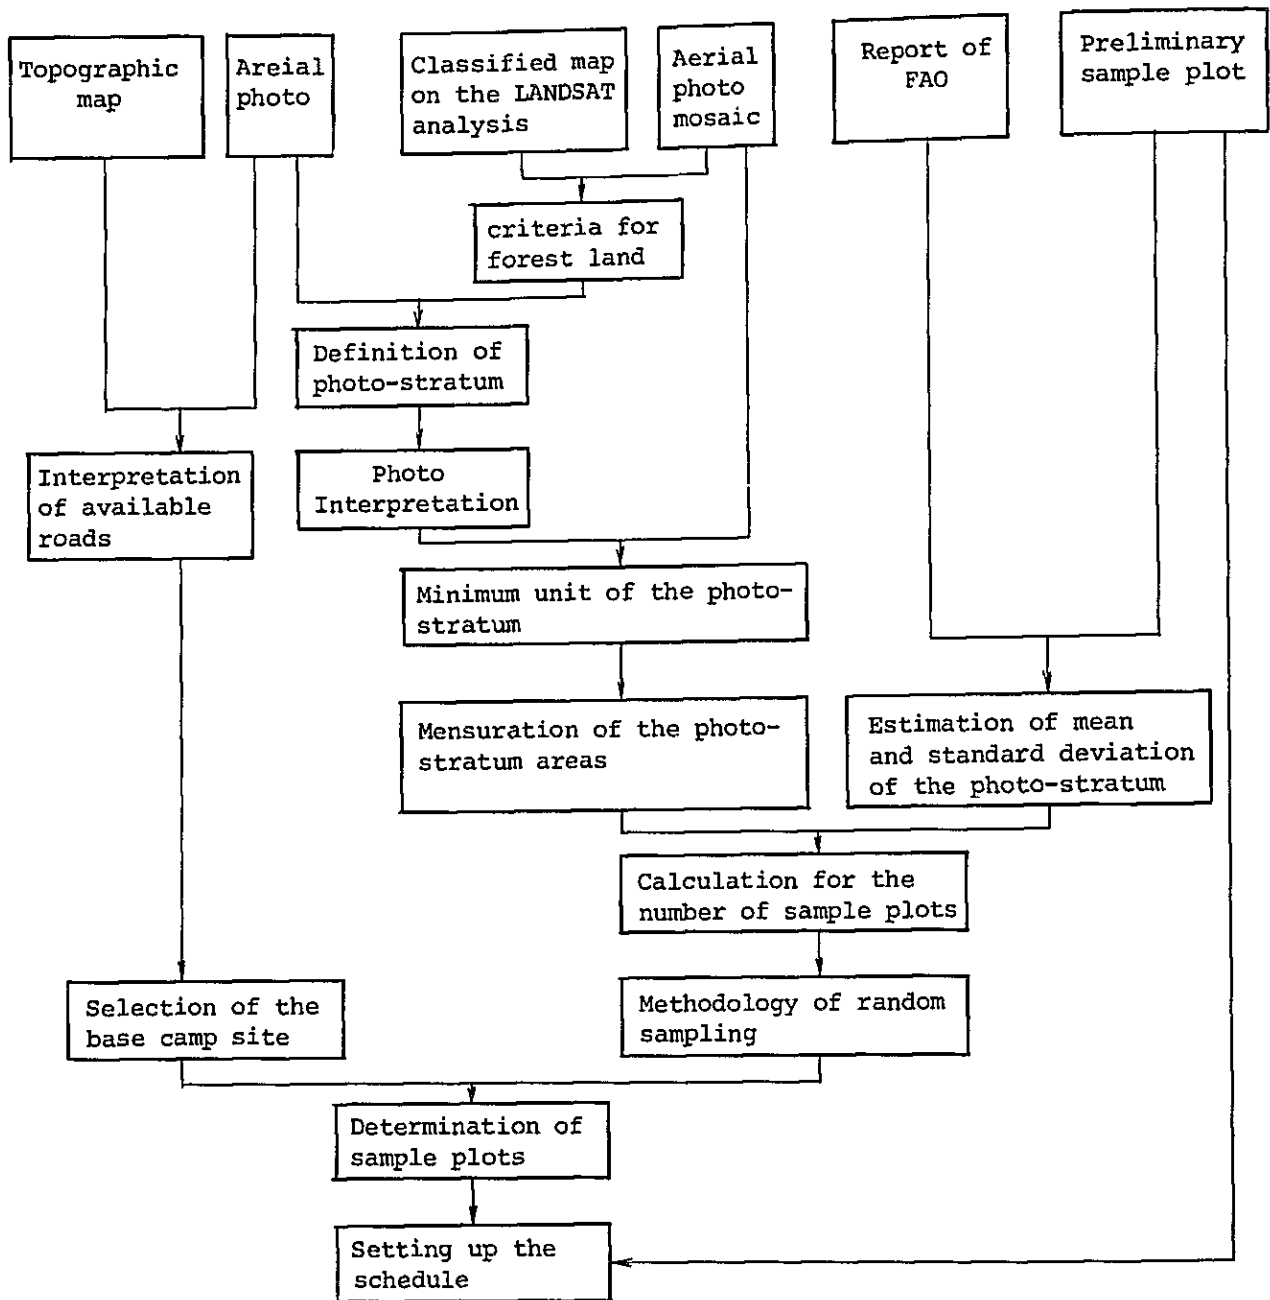 Topographic
map
Areial
photo
Classified map
on the LANDSAT
analysis
Aerial
photo
mosaic
Report of
FAO
Preliminary
sample plot
criteria for
forest land
Definition of
photo-stratum
Interpretation
of available
roads
Photo
Interpretation
Minimum unit of the photo-
stratum
Mensuration of the photo-
stratum areas
Estimation of mean
and standard deviation
of the photo-stratum
Calculation for the
number of sample plots
Selection of the
base camp site
Methodology of random
sampling
Determination of
sample plots
Setting up the
schedule